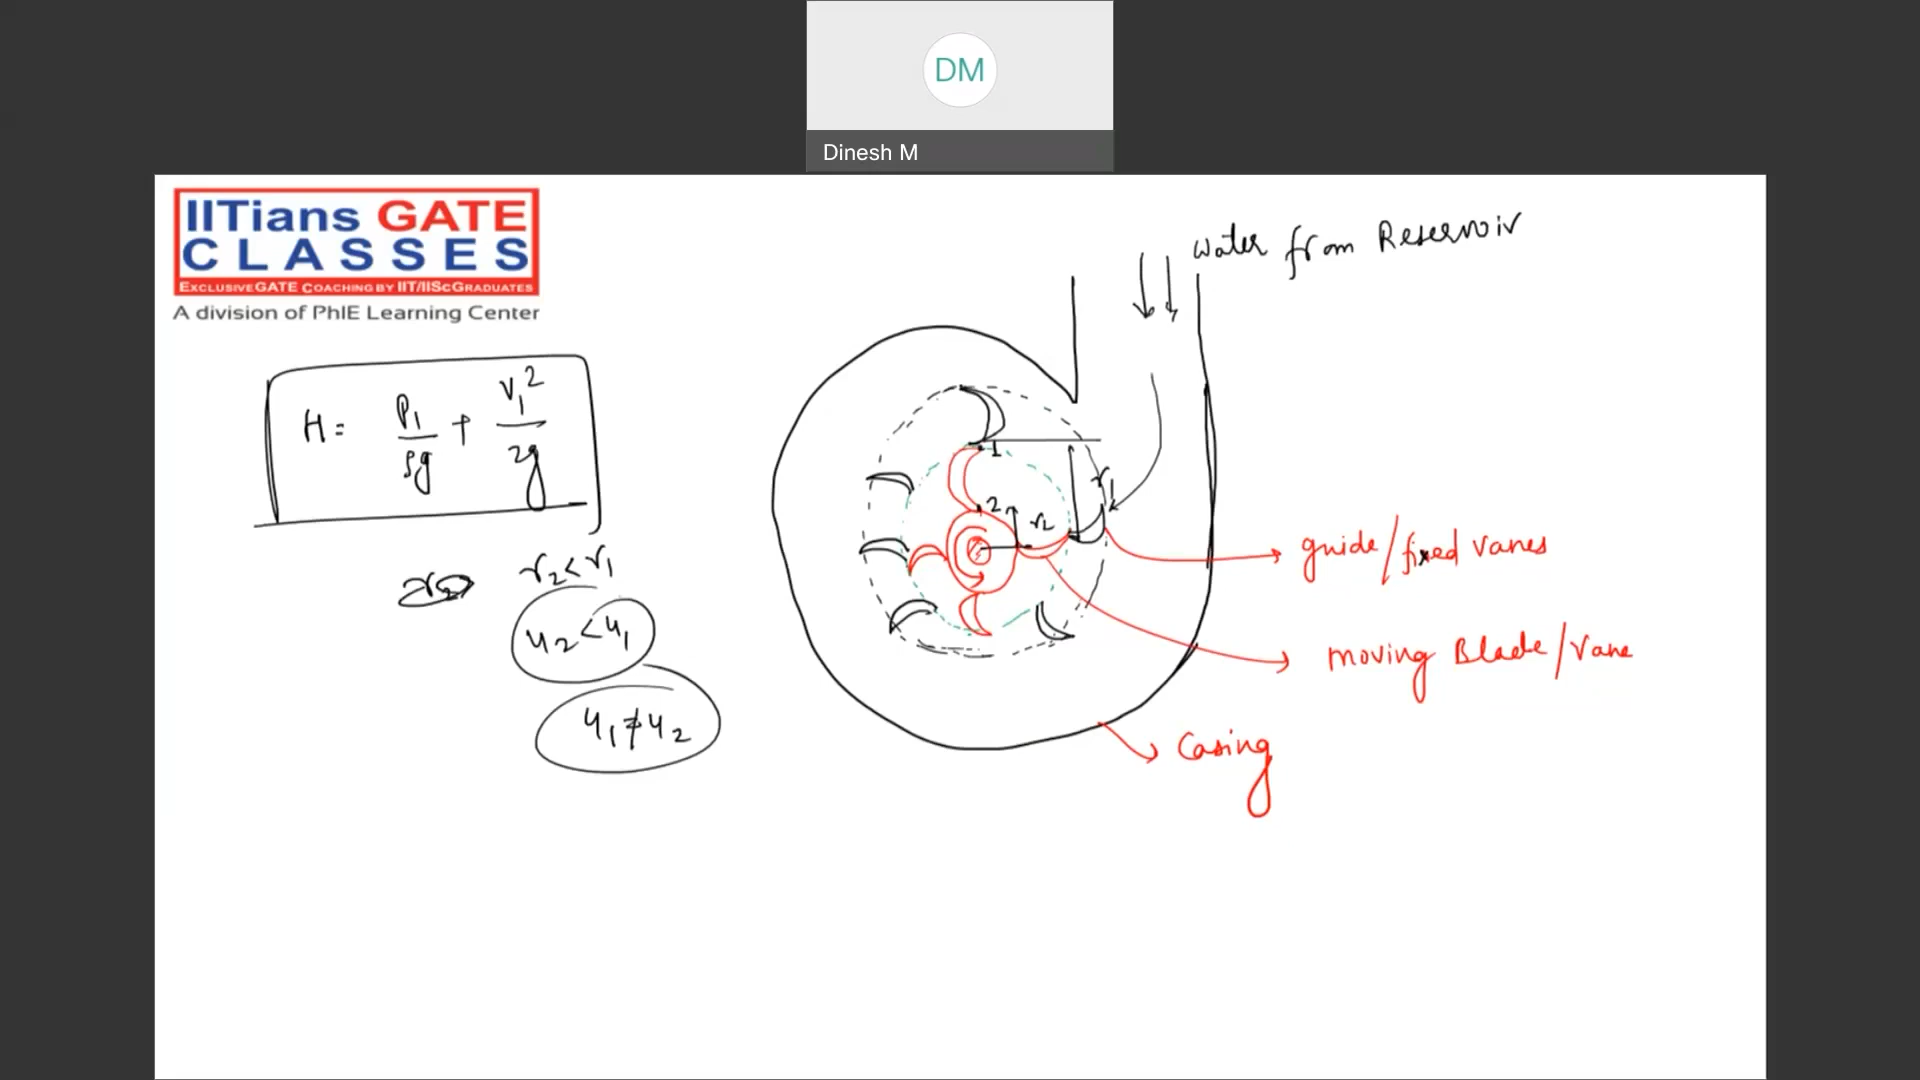 DM
Dinesh M
IITians GATE
CLASSES
EXCLUSIVE GATE COACHING BY IIT/IISc GRADUATES
A division of PhIE Learning Center
Water from Reservoir
H = P₁/ρg + V₁²/2g
r₂ < r₁
u₂ < u₁
u₁ ≠ u₂
1
2
r₁
r₂
guide/fixed vanes
moving Blade/vane
Casing